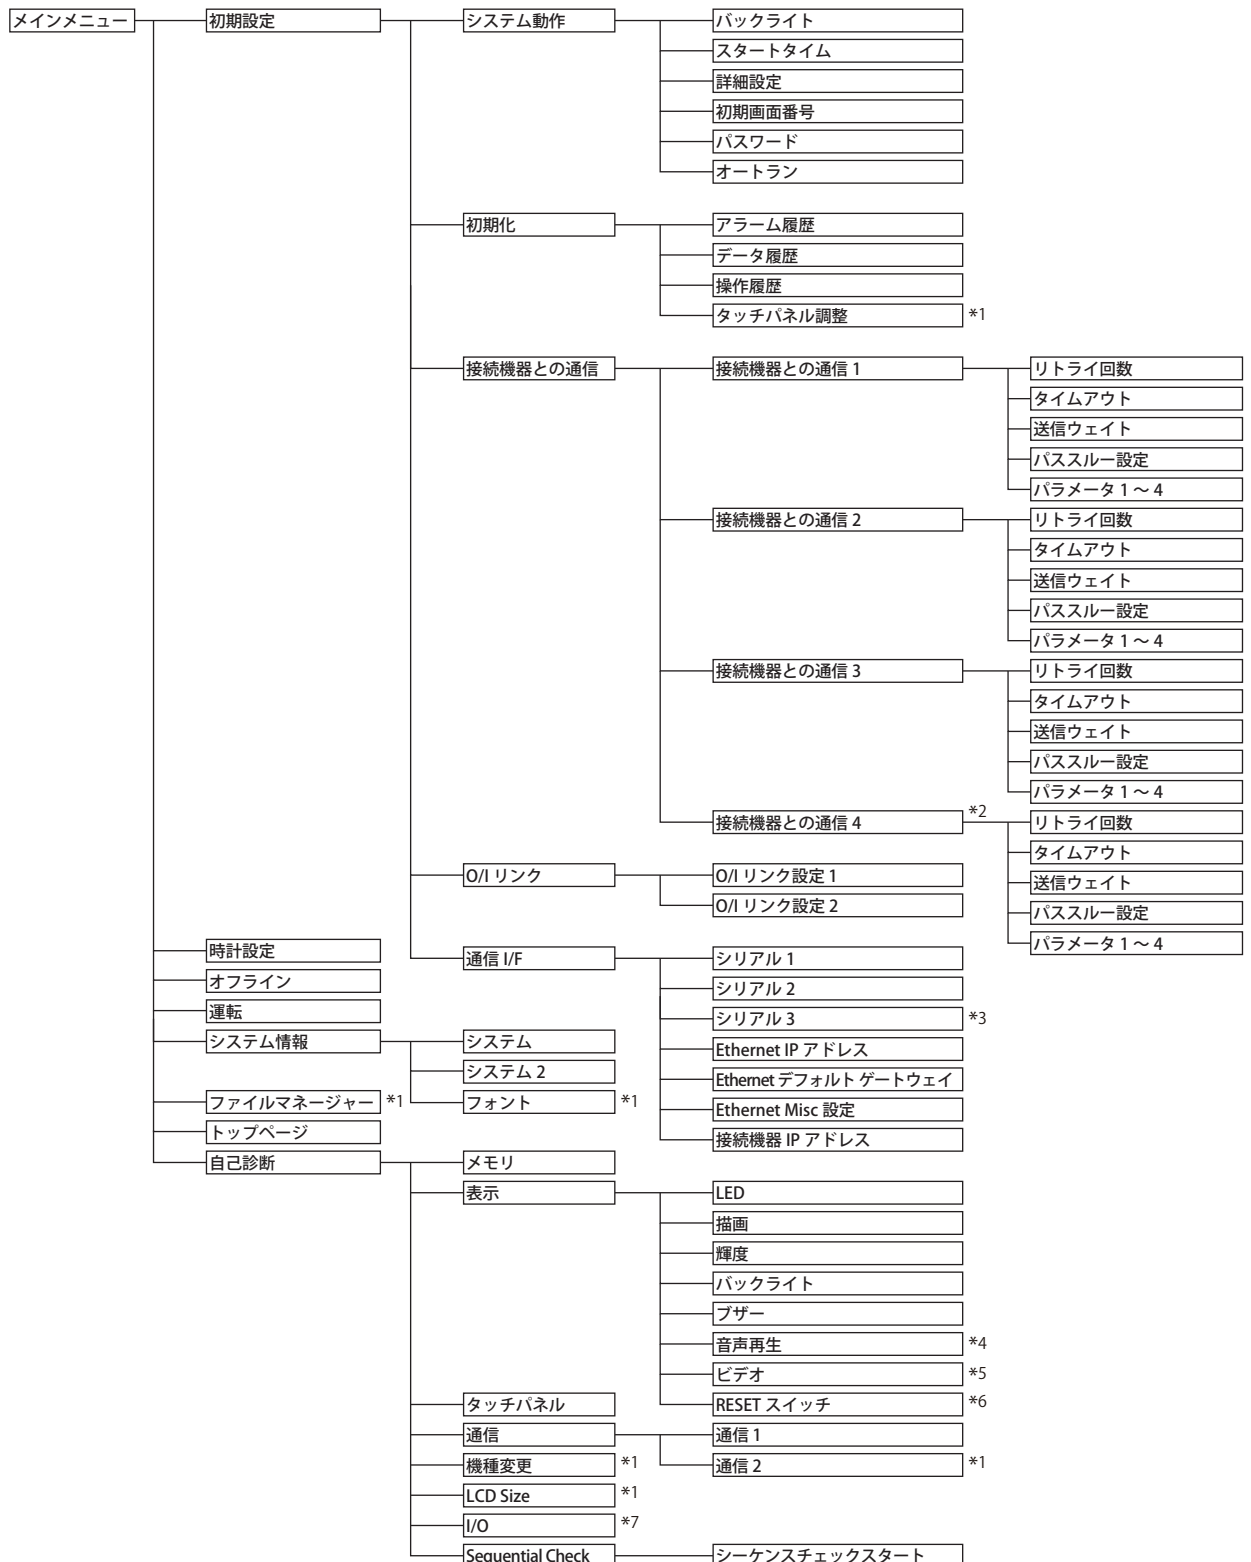 メインメニュー
初期設定
システム動作
バックライト
スタートタイム
詳細設定
初期画面番号
パスワード
オートラン
初期化
アラーム履歴
データ履歴
操作履歴
タッチパネル調整 *1
接続機器との通信
接続機器との通信 1
リトライ回数
タイムアウト
送信ウェイト
パススルー設定
パラメータ 1 ～ 4
接続機器との通信 2
リトライ回数
タイムアウト
送信ウェイト
パススルー設定
パラメータ 1 ～ 4
接続機器との通信 3
リトライ回数
タイムアウト
送信ウェイト
パススルー設定
パラメータ 1 ～ 4
接続機器との通信 4 *2
リトライ回数
タイムアウト
送信ウェイト
パススルー設定
パラメータ 1 ～ 4
O/I リンク
O/I リンク設定 1
O/I リンク設定 2
通信 I/F
シリアル 1
シリアル 2
シリアル 3 *3
Ethernet IP アドレス
Ethernet デフォルト ゲートウェイ
Ethernet Misc 設定
接続機器 IP アドレス
時計設定
オフライン
運転
システム情報
システム
システム 2
フォント *1
ファイルマネージャー *1
トップページ
自己診断
メモリ
表示
LED
描画
輝度
バックライト
ブザー
音声再生 *4
ビデオ *5
RESET スイッチ *6
タッチパネル
通信
通信 1
通信 2 *1
機種変更 *1
LCD Size *1
I/O *7
Sequential Check
シーケンスチェックスタート